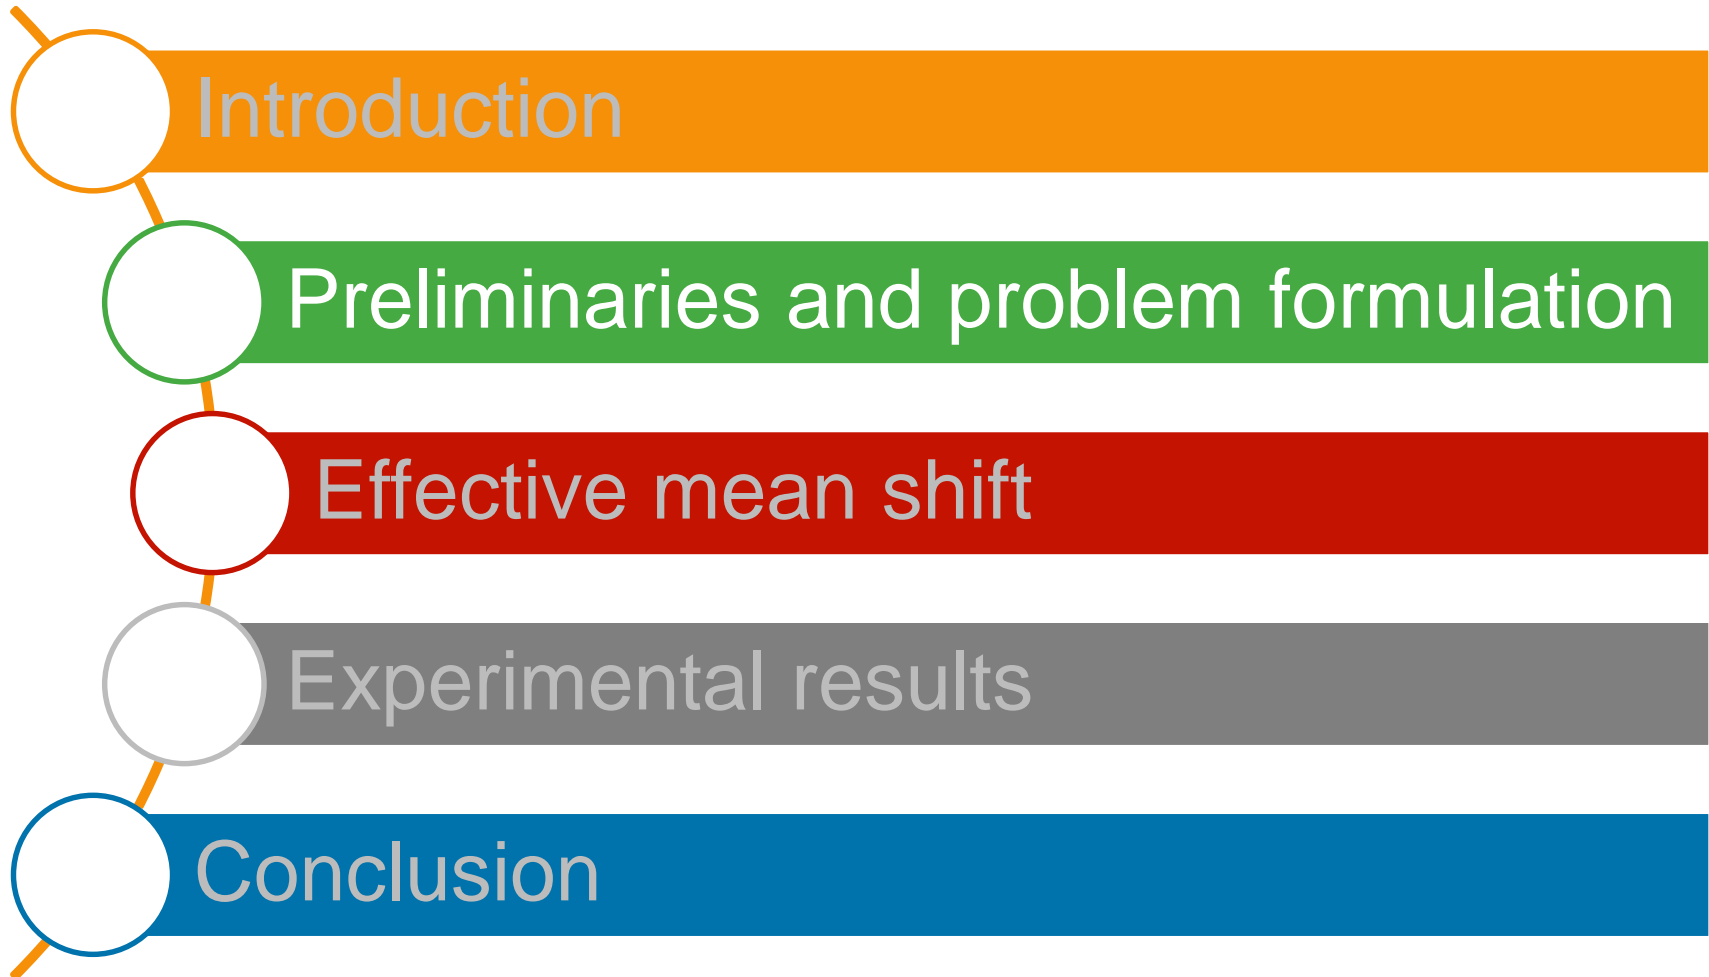 Introduction
Preliminaries and problem formulation
Effective mean shift
Experimental results
Conclusion